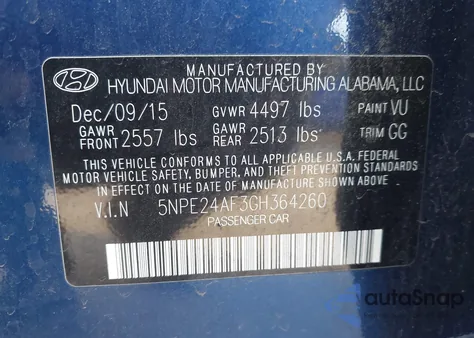 MANUFACTURED BY
HYUNDAI MOTOR MANUFACTURING ALABAMA, LLC
Dec/09/15 GVWR 4497 lbs PAINT VU
GAWR FRONT 2557 lbs GAWR REAR 2513 lbs TRIM GG
THIS VEHICLE CONFORMS TO ALL APPLICABLE U.S.A. FEDERAL
MOTOR VEHICLE SAFETY, BUMPER, AND THEFT PREVENTION STANDARDS
IN EFFECT ON THE DATE OF MANUFACTURE SHOWN ABOVE.
V.I.N 5NPE24AF3GH364260
PASSENGER CAR
autoSnap